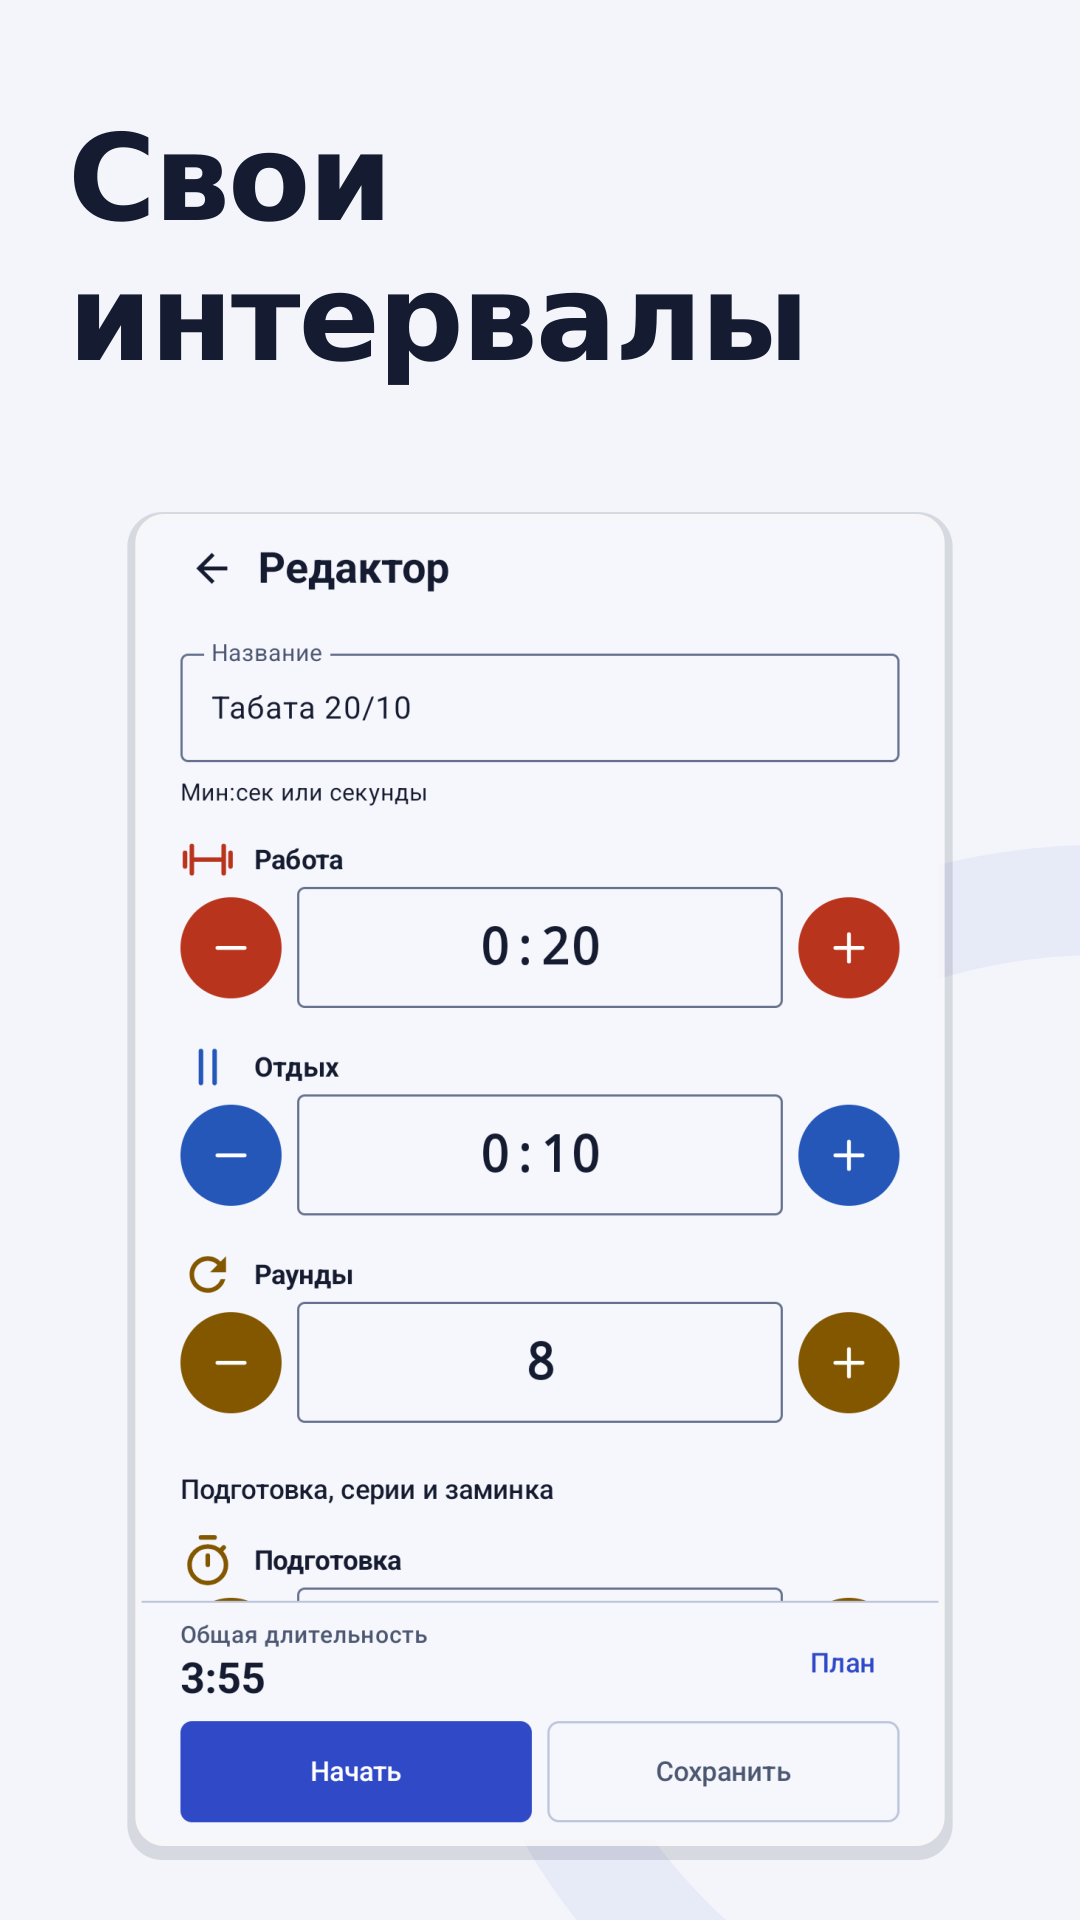 Свои
интервалы
Редактор
Название
Табата 20/10
Мин:сек или секунды
Работа
0:20
Отдых
0:10
Раунды
8
Подготовка, серии и заминка
Подготовка
Общая длительность
3:55
План
Начать
Сохранить